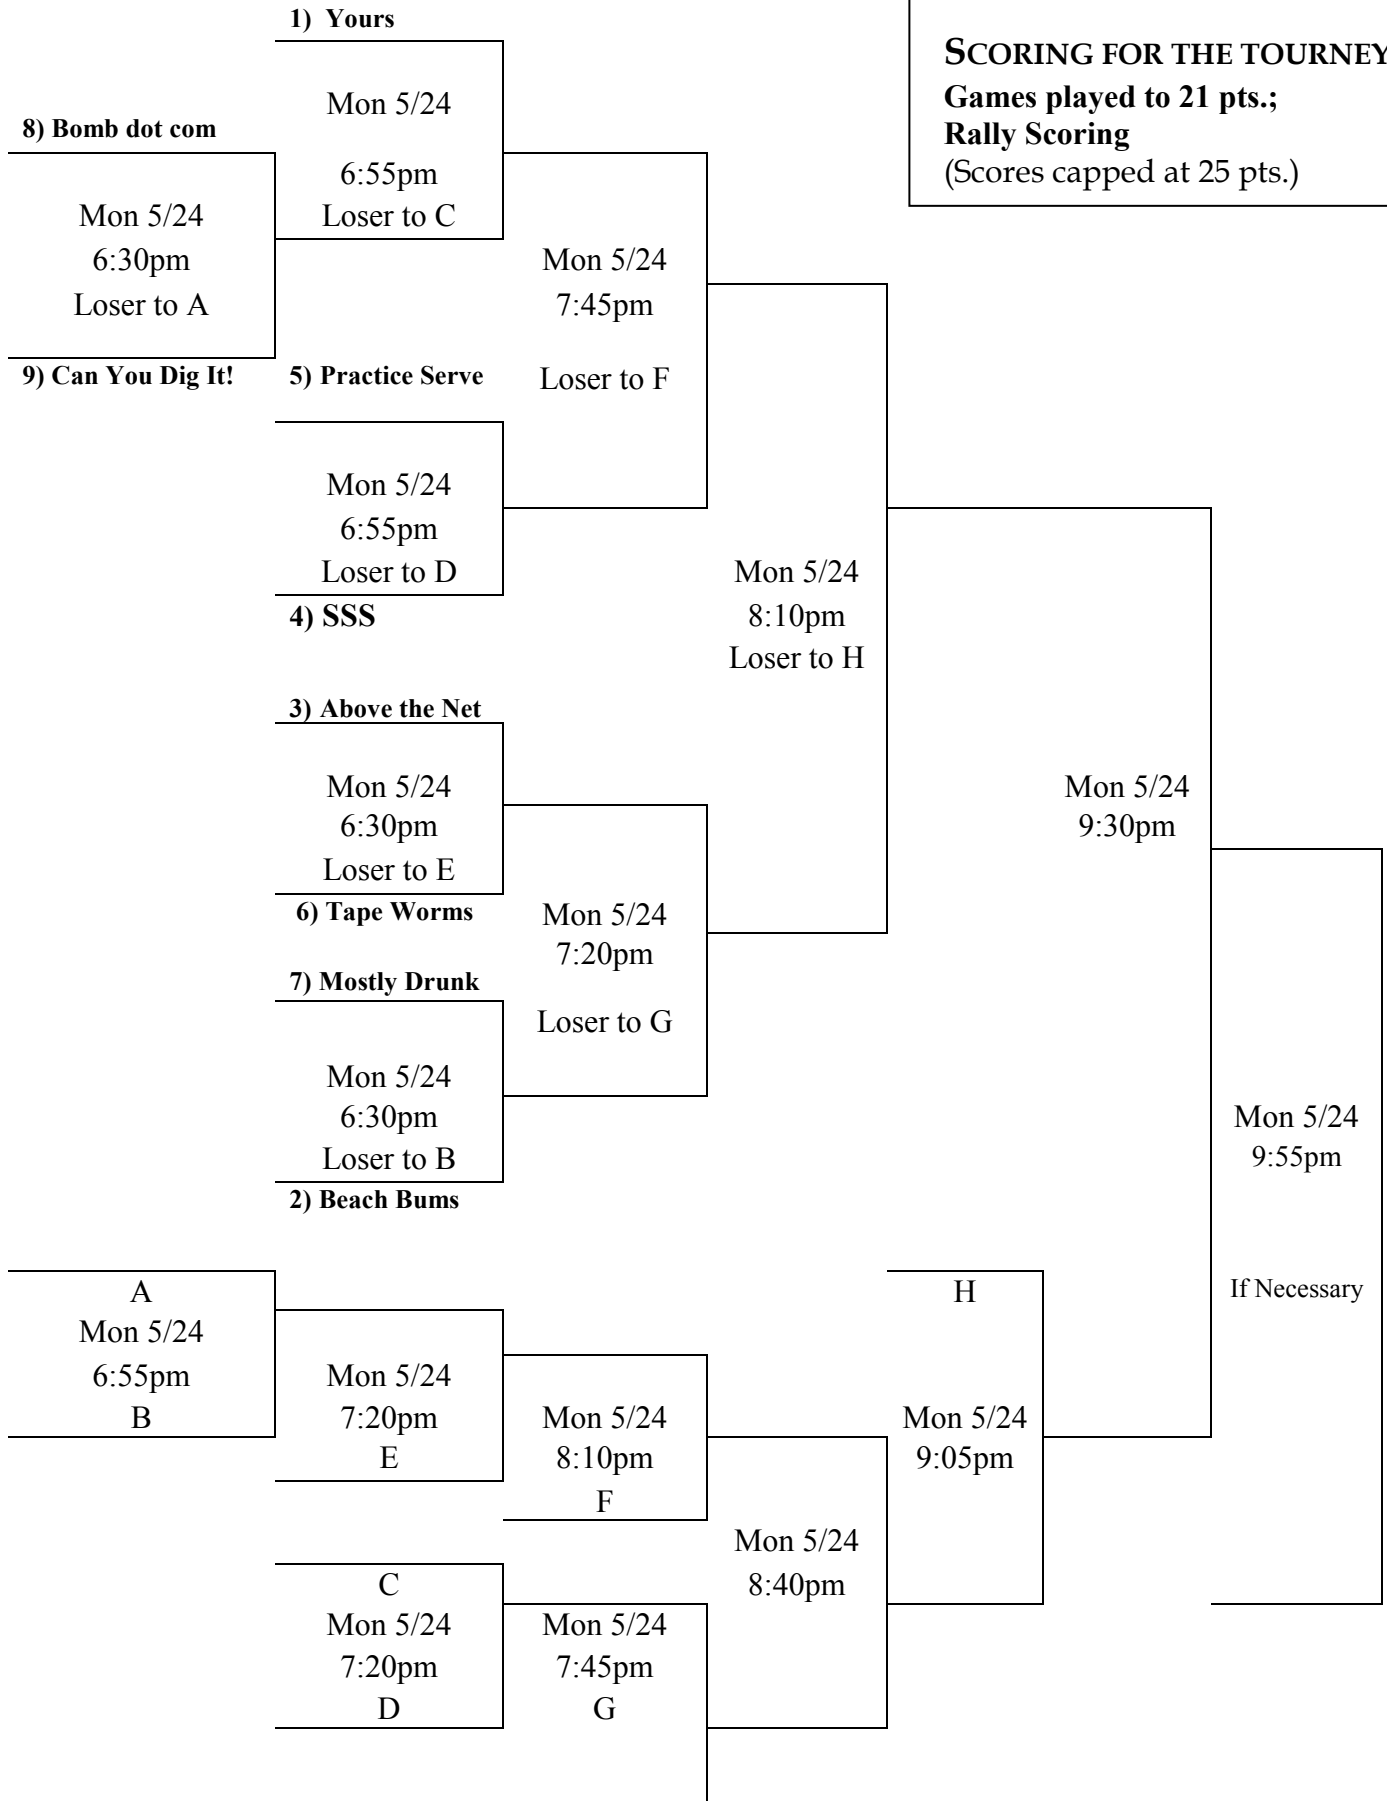 1) Yours
SCORING FOR THE TOURNEY
Games played to 21 pts.;
Rally Scoring
(Scores capped at 25 pts.)
Mon 5/24
6:55pm
Loser to C
8) Bomb dot com
Mon 5/24
6:30pm
Loser to A
9) Can You Dig It!
Mon 5/24
7:45pm
Loser to F
5) Practice Serve
Mon 5/24
6:55pm
Loser to D
4) SSS
Mon 5/24
8:10pm
Loser to H
3) Above the Net
Mon 5/24
6:30pm
Loser to E
6) Tape Worms
Mon 5/24
9:30pm
Mon 5/24
7:20pm
Loser to G
7) Mostly Drunk
Mon 5/24
6:30pm
Loser to B
2) Beach Bums
Mon 5/24
9:55pm
If Necessary
A
Mon 5/24
6:55pm
B
Mon 5/24
7:20pm
E
Mon 5/24
8:10pm
F
H
Mon 5/24
9:05pm
Mon 5/24
8:40pm
C
Mon 5/24
7:20pm
D
Mon 5/24
7:45pm
G